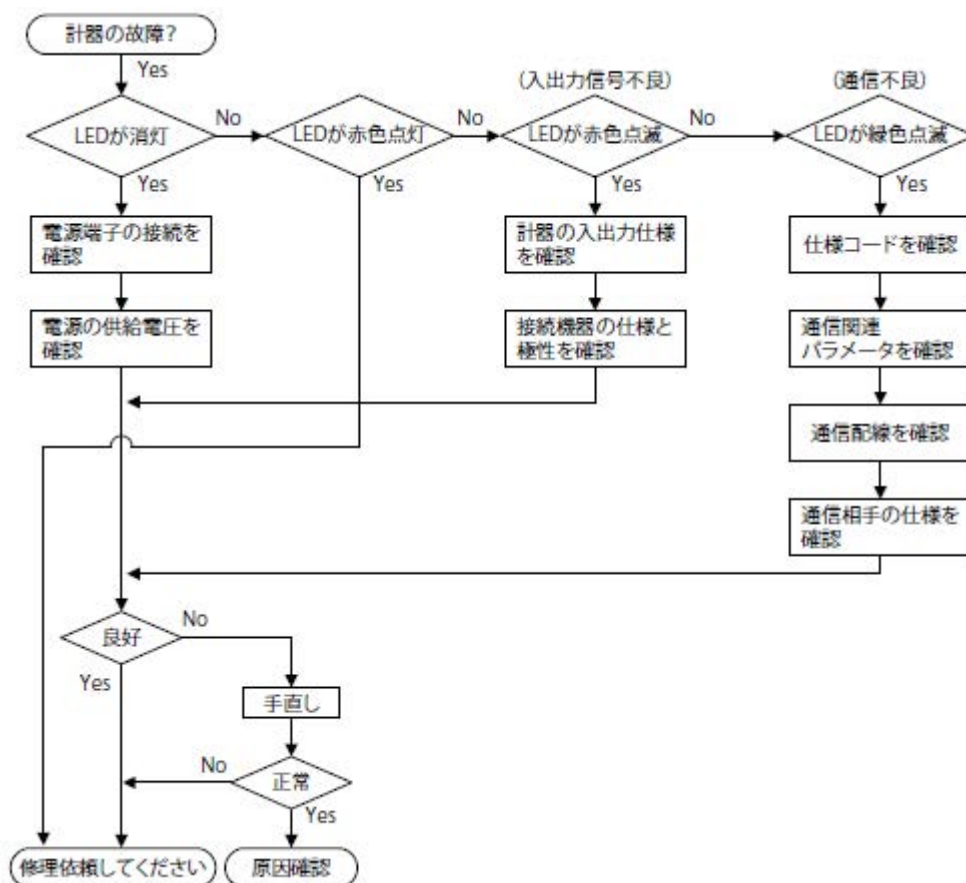 計器の故障?
Yes
(入出力信号不良)
(通信不良)
LEDが消灯
No
LEDが赤色点灯
No
LEDが赤色点滅
No
LEDが緑色点滅
Yes
Yes
Yes
Yes
電源端子の接続を
確認
計器の入出力仕様
を確認
仕様コードを確認
電源の供給電圧を
確認
接続機器の仕様と
極性を確認
通信関連
パラメータを確認
通信配線を確認
通信相手の仕様を
確認
良好
No
Yes
手直し
No
正常
Yes
修理依頼してください
原因確認